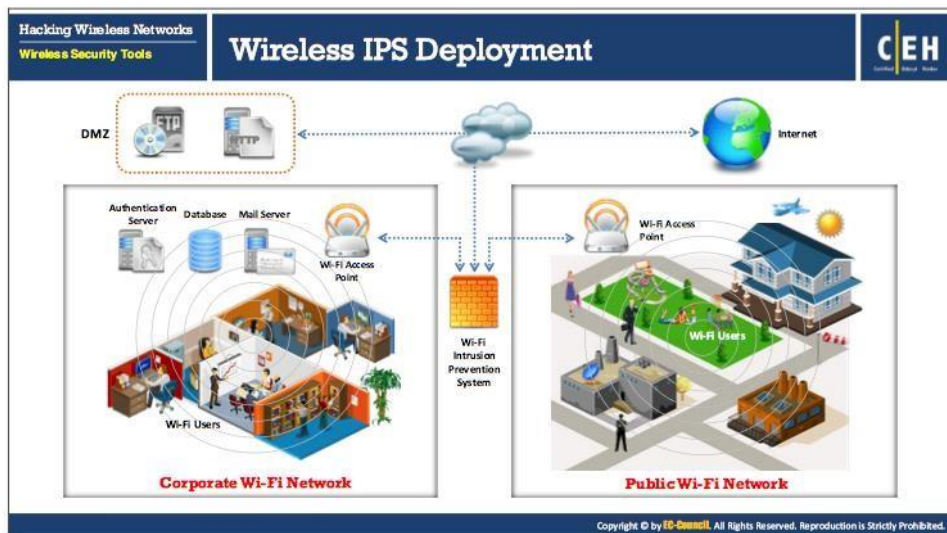 Hacking Wireless Networks
Wireless Security Tools
Wireless IPS Deployment
CEH
Certified Ethical Hacker
DMZ
FTP
HTTP
Internet
Authentication
Server
Database
Mail Server
Wi-Fi Access
Point
Wi-Fi Users
Corporate Wi-Fi Network
Wi-Fi
Intrusion
Prevention
System
Wi-Fi Access
Point
Wi-Fi Users
Public Wi-Fi Network
Copyright © by EC-Council. All Rights Reserved. Reproduction is Strictly Prohibited.